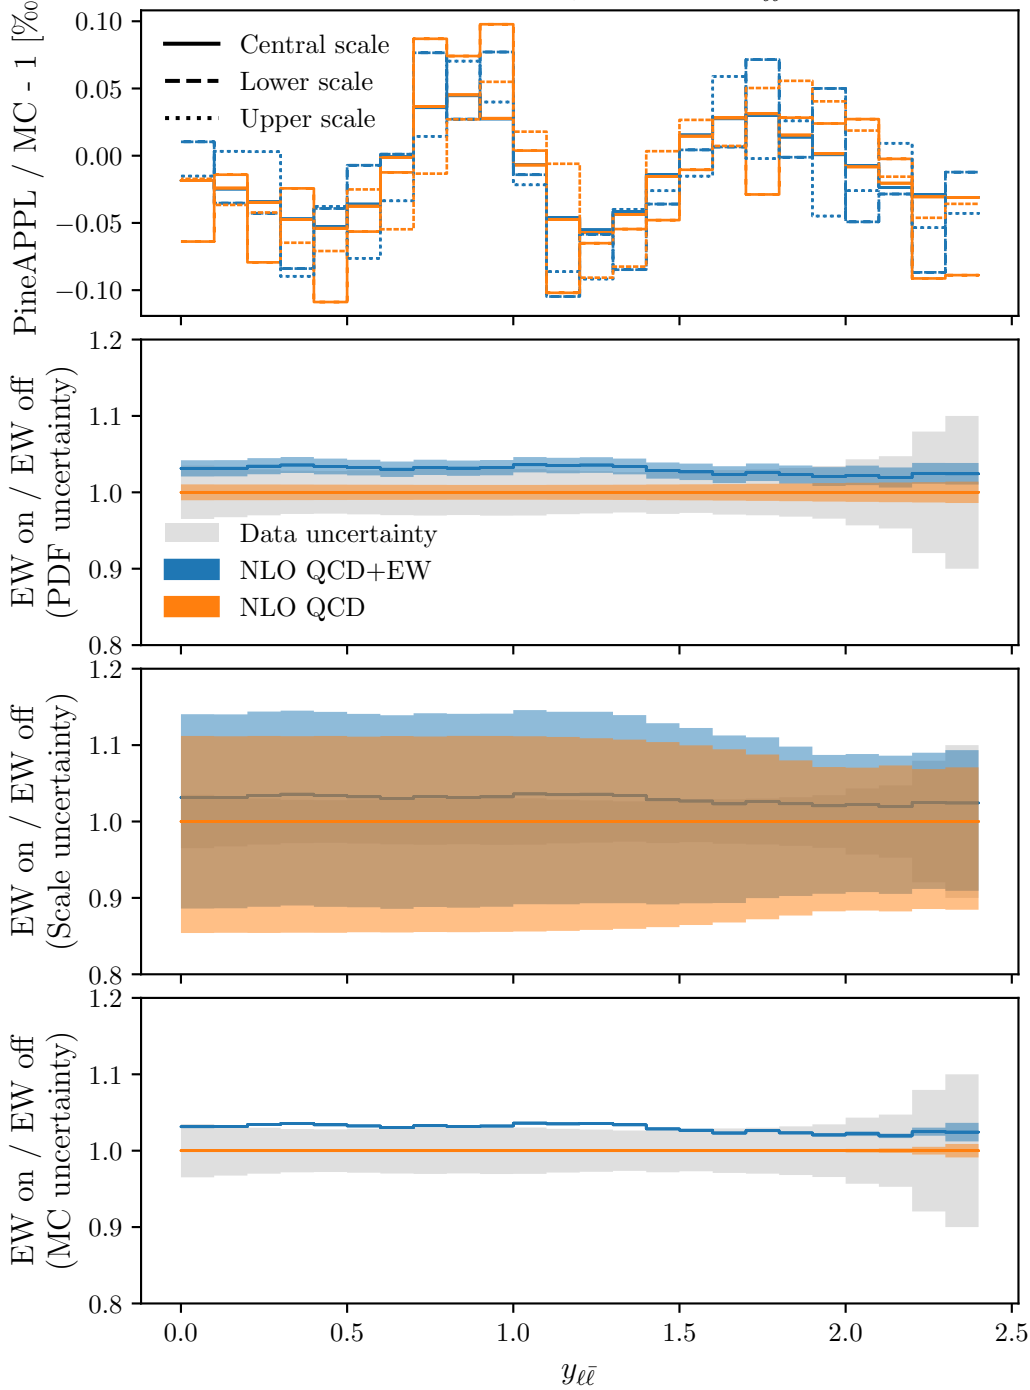 PineAPPL / MC - 1 [‰
0.10
0.05
0.00
−0.05
−0.10
Central scale
Lower scale
Upper scale
EW on / EW off
(PDF uncertainty)
1.2
1.1
1.0
0.9
0.8
Data uncertainty
NLO QCD+EW
NLO QCD
EW on / EW off
(Scale uncertainty)
1.2
1.1
1.0
0.9
0.8
EW on / EW off
(MC uncertainty)
1.2
1.1
1.0
0.9
0.8
0.0 0.5 1.0 1.5 2.0 2.5
$y_{\ell\bar{\ell}}$